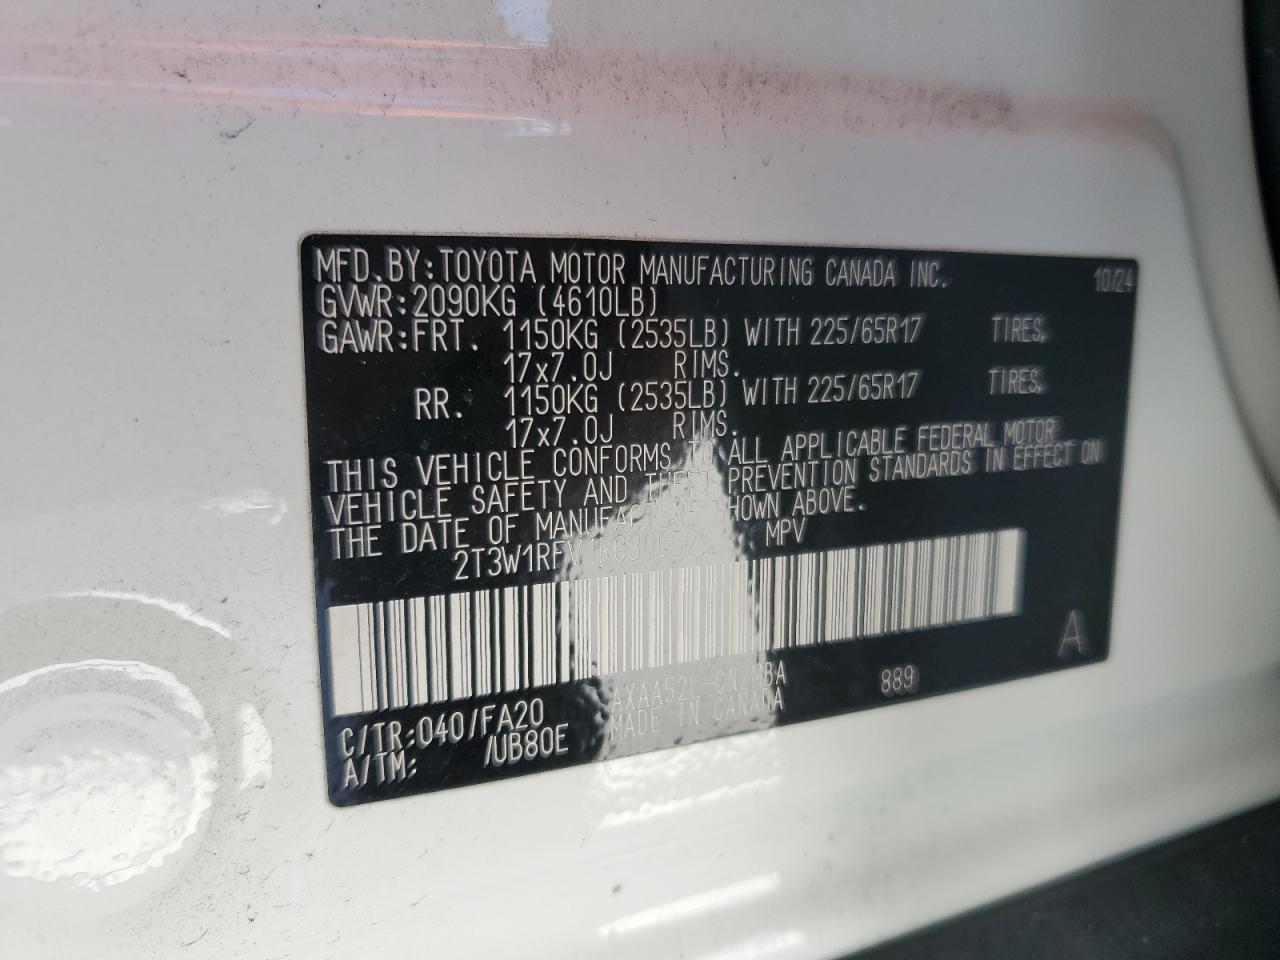 MFD.BY:TOYOTA MOTOR MANUFACTURING CANADA INC. 10/24
GVWR:2090KG (4610LB)
GAWR:FRT. 1150KG (2535LB) WITH 225/65R17 TIRES,
17x7.0J RIMS.
RR. 1150KG (2535LB) WITH 225/65R17 TIRES,
17x7.0J RIMS.
THIS VEHICLE CONFORMS TO ALL APPLICABLE FEDERAL MOTOR
VEHICLE SAFETY AND THEFT PREVENTION STANDARDS IN EFFECT ON
THE DATE OF MANUFACTURE SHOWN ABOVE.
MPV
A
889
C/TR:040/FA20
A/TM: /UB80E
MADE IN CANADA